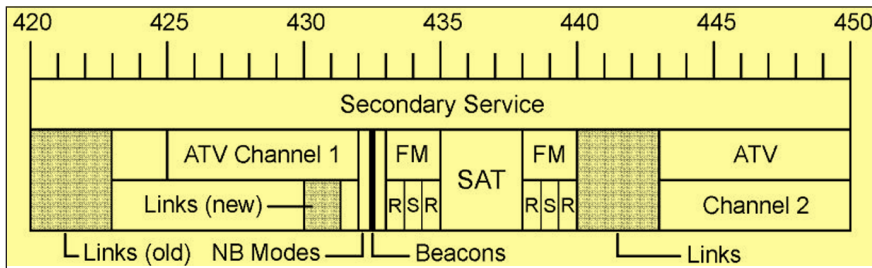 420 425 430 435 440 445 450
Secondary Service
ATV Channel 1 FM SAT FM ATV
Links (new) R S R R S R Channel 2
Links (old) NB Modes Beacons Links